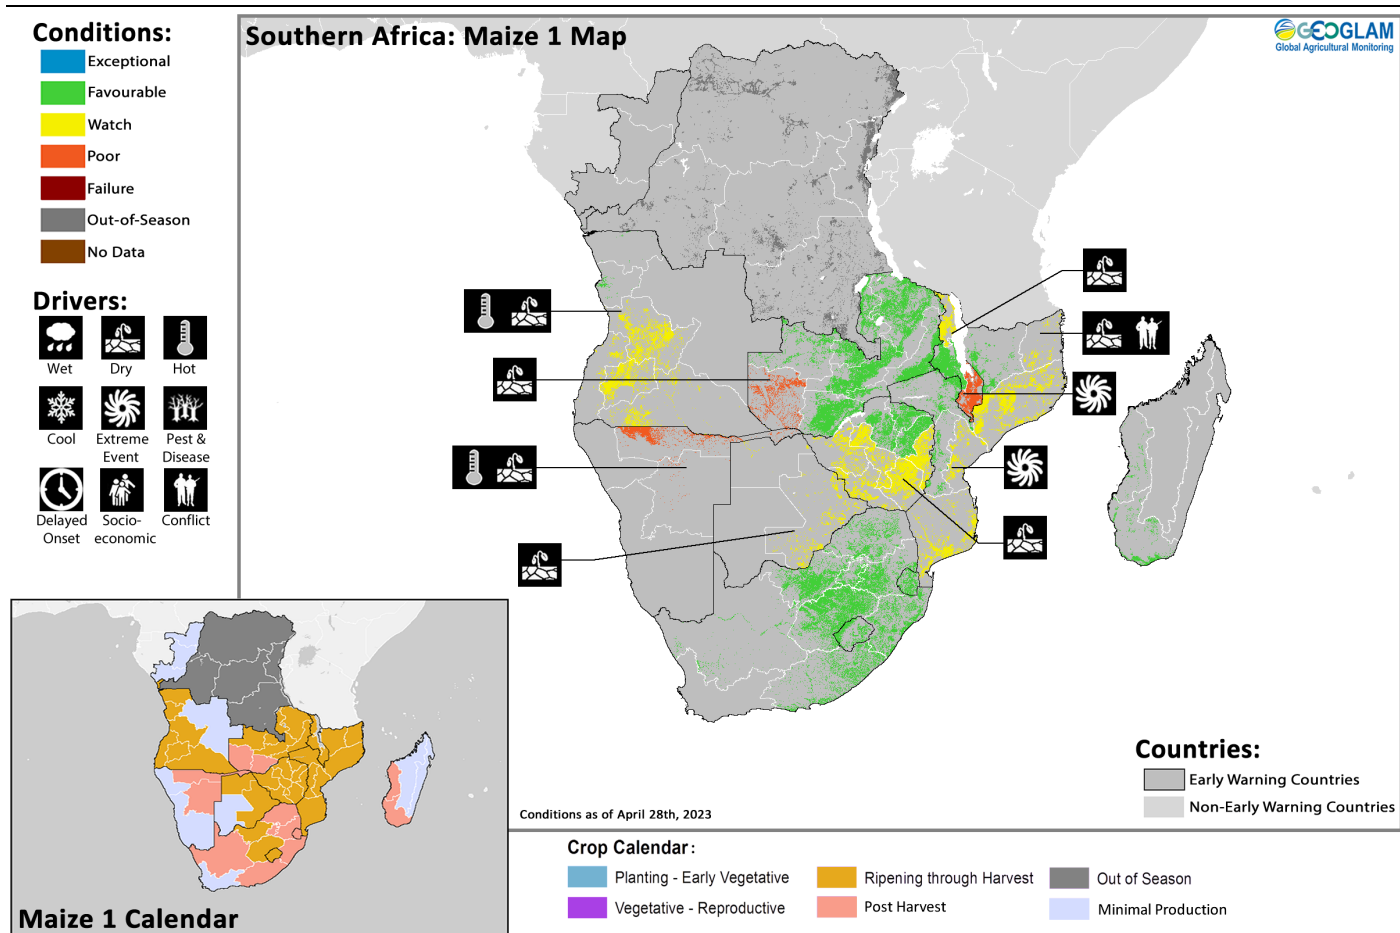 Conditions:
Exceptional
Favourable
Watch
Poor
Failure
Out-of-Season
No Data
Drivers:
Wet
Dry
Hot
Cool
Extreme
Event
Pest &
Disease
Delayed
Onset
Socio-
economic
Conflict
Southern Africa: Maize 1 Map
GEOGLAM
Global Agricultural Monitoring
Countries:
Early Warning Countries
Non-Early Warning Countries
Conditions as of April 28th, 2023
Maize 1 Calendar
Crop Calendar:
Planting - Early Vegetative
Vegetative - Reproductive
Ripening through Harvest
Post Harvest
Out of Season
Minimal Production